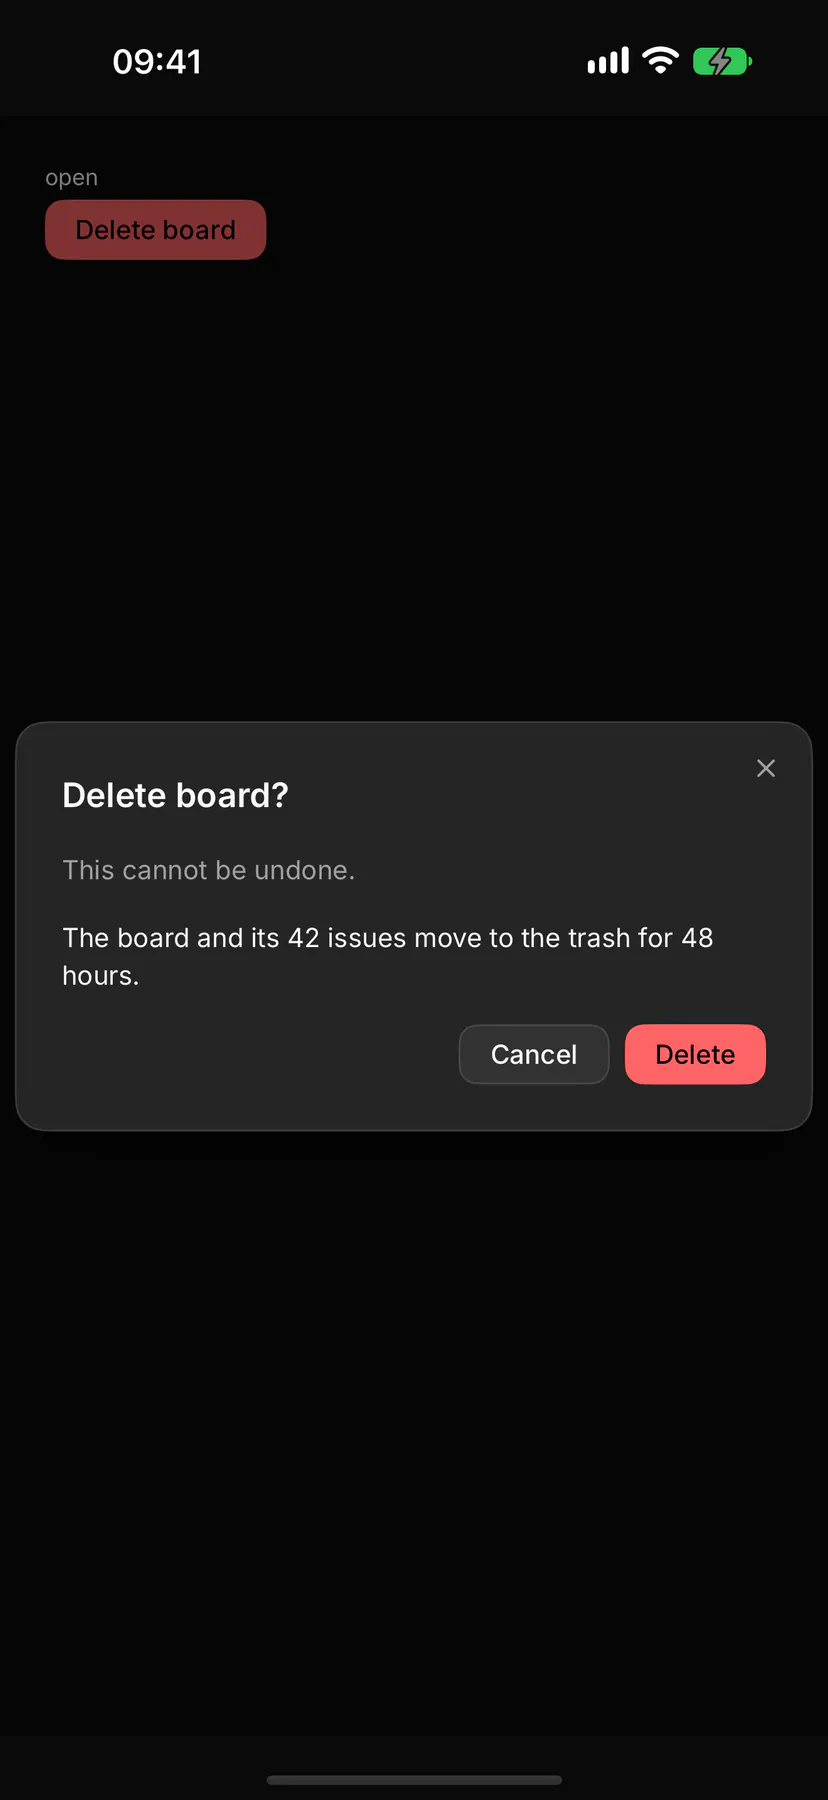 09:41
open
Delete board
Delete board?
This cannot be undone.
The board and its 42 issues move to the trash for 48
hours.
Cancel
Delete